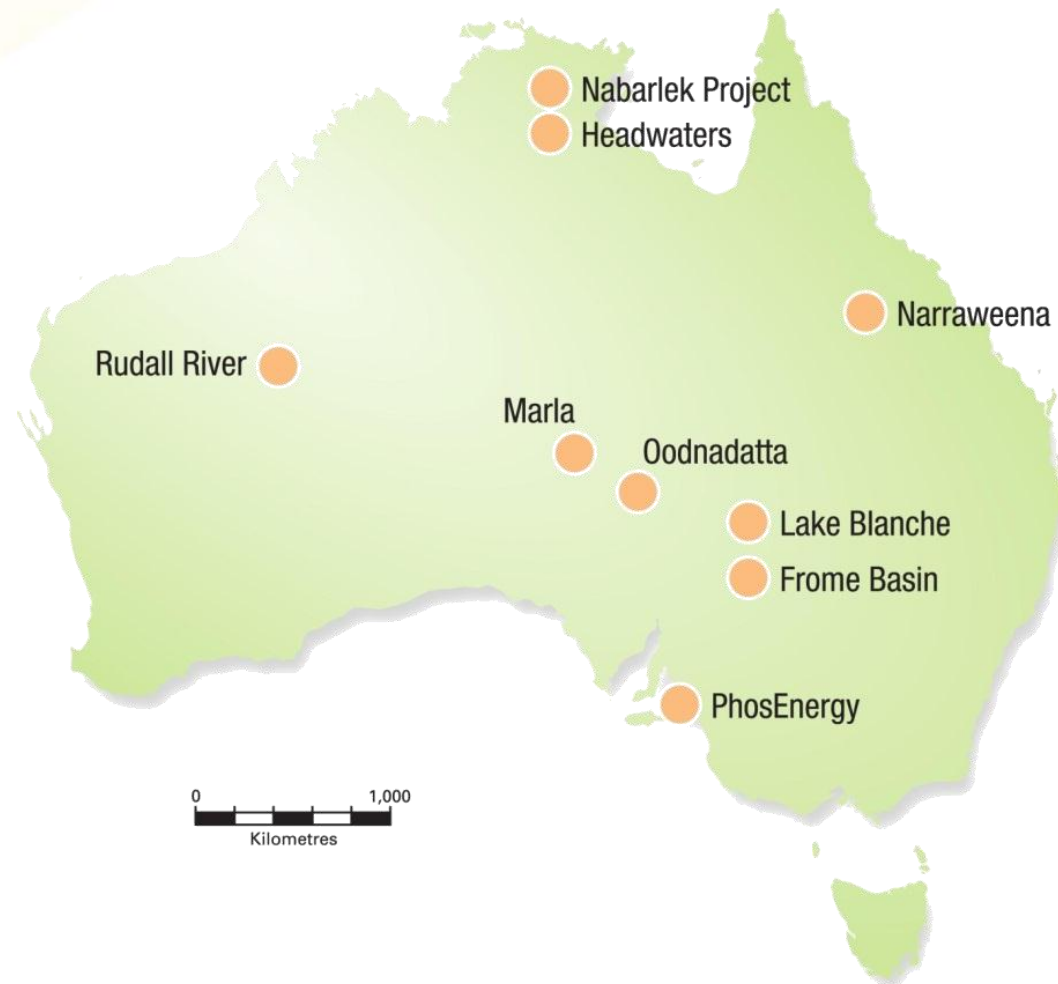 Nabarlek Project
Headwaters
Narraweena
Rudall River
Marla
Oodnadatta
Lake Blanche
Frome Basin
PhosEnergy
0 1,000
Kilometres